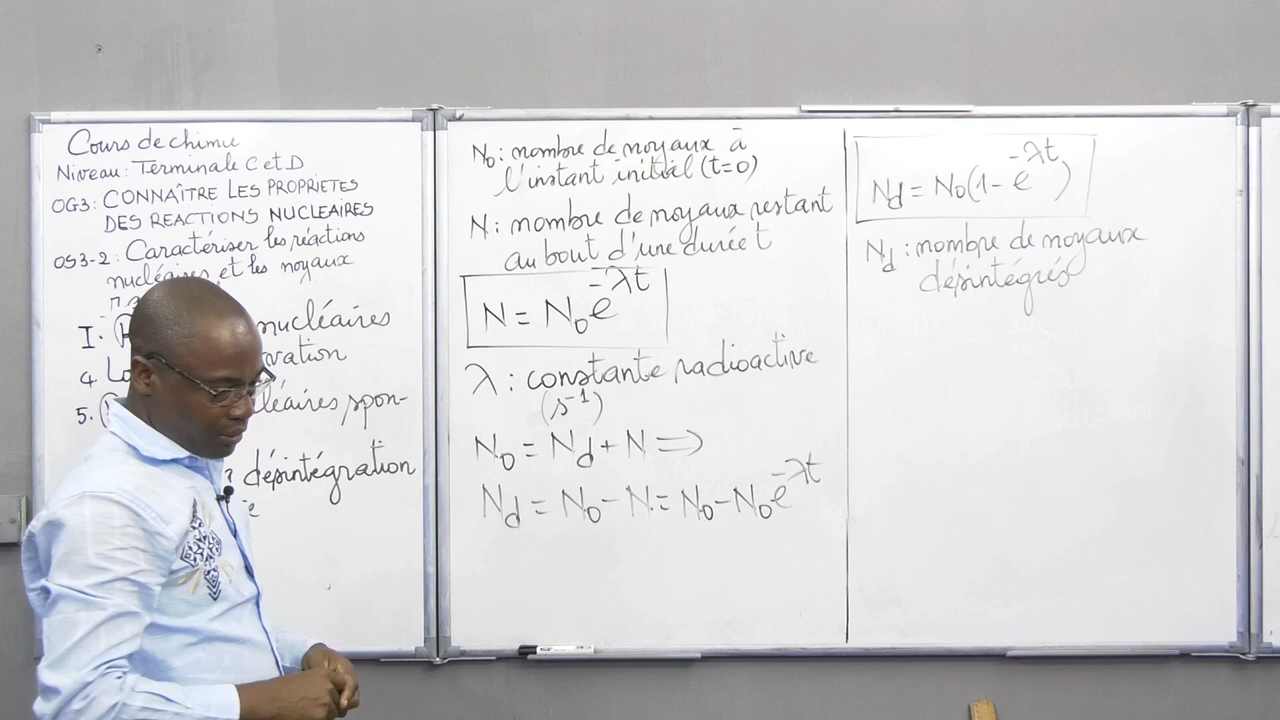 Cours de chimie
Niveau: Terminale C et D
OG3: CONNAÎTRE LES PROPRIETES
DES REACTIONS NUCLEAIRES
OS3-2: Caractériser les réactions
nucléaires et les noyaux
I. nucléaires
4. vation
5. léaires spon-
désintégration
N₀: nombre de noyaux à
l'instant initial (t=0)
N: nombre de noyaux restant
au bout d'une durée t
N = N₀e^-λt
λ: constante radioactive
(s⁻¹)
N₀ = Nd + N ⇒
Nd = N₀ - N = N₀ - N₀e^-λt
Nd = N₀(1 - e^-λt)
Nd: nombre de noyaux
désintégrés